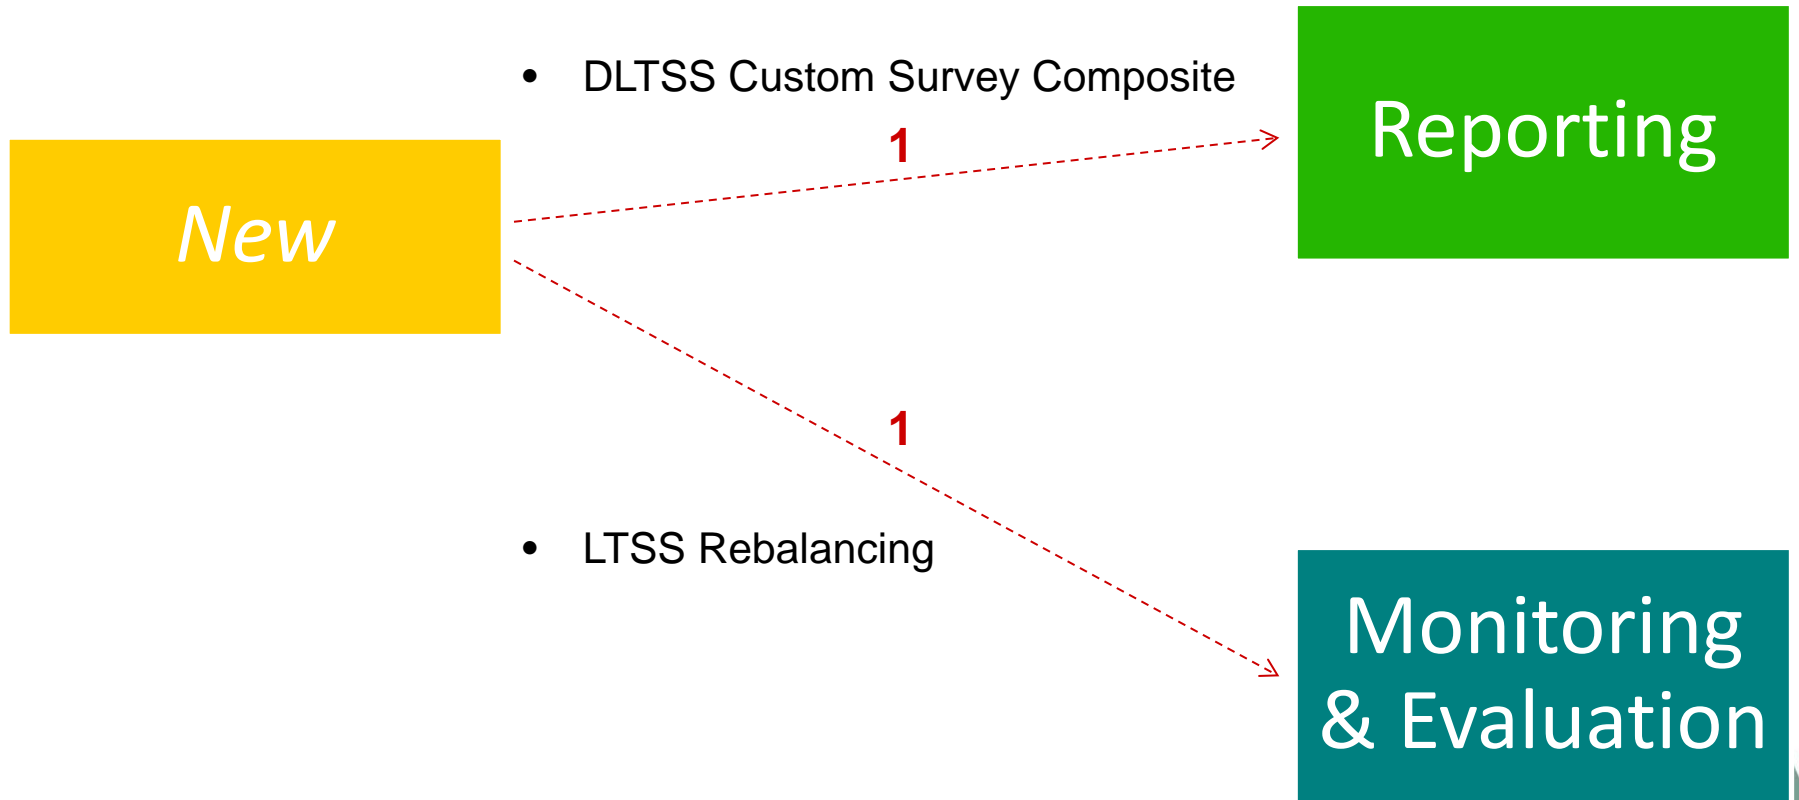 • DLTSS Custom Survey Composite
1
Reporting
New
1
• LTSS Rebalancing
Monitoring
& Evaluation